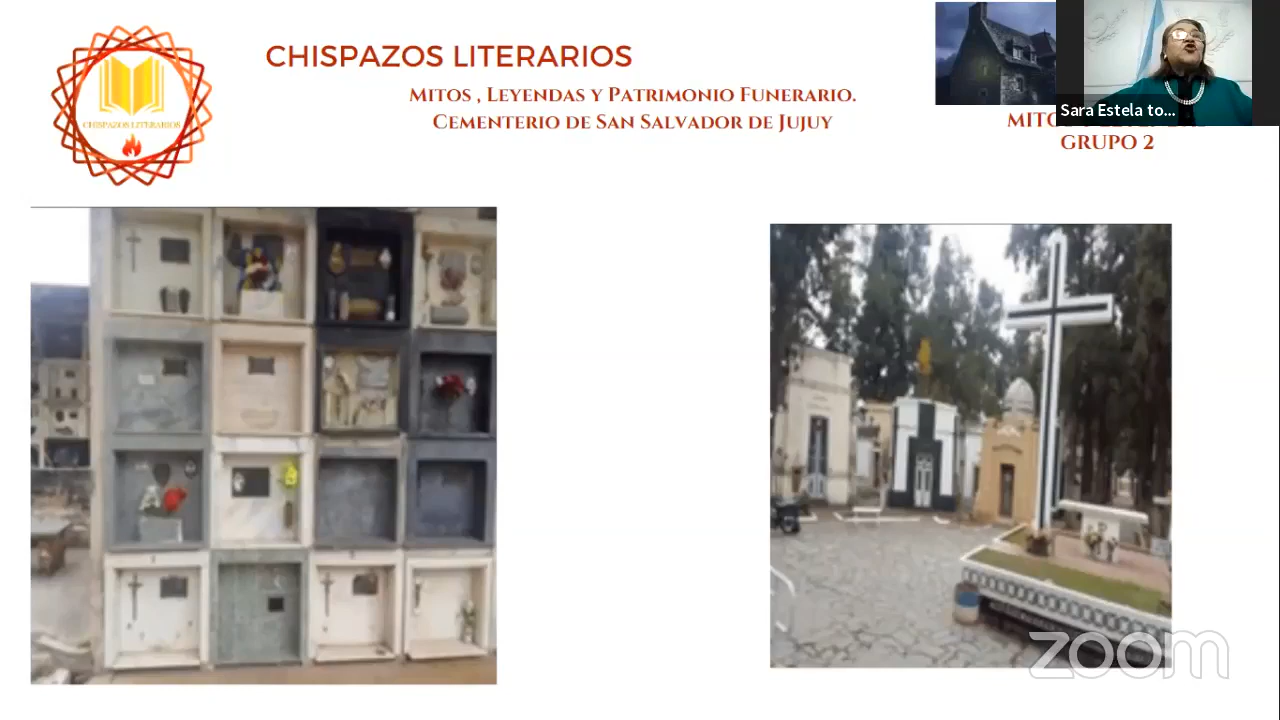 CHISPAZOS LITERARIOS
CHISPAZOS LITERARIOS
MITOS , LEYENDAS Y PATRIMONIO FUNERARIO.
CEMENTERIO DE SAN SALVADOR DE JUJUY
Sara Estela to...
GRUPO 2
zoom